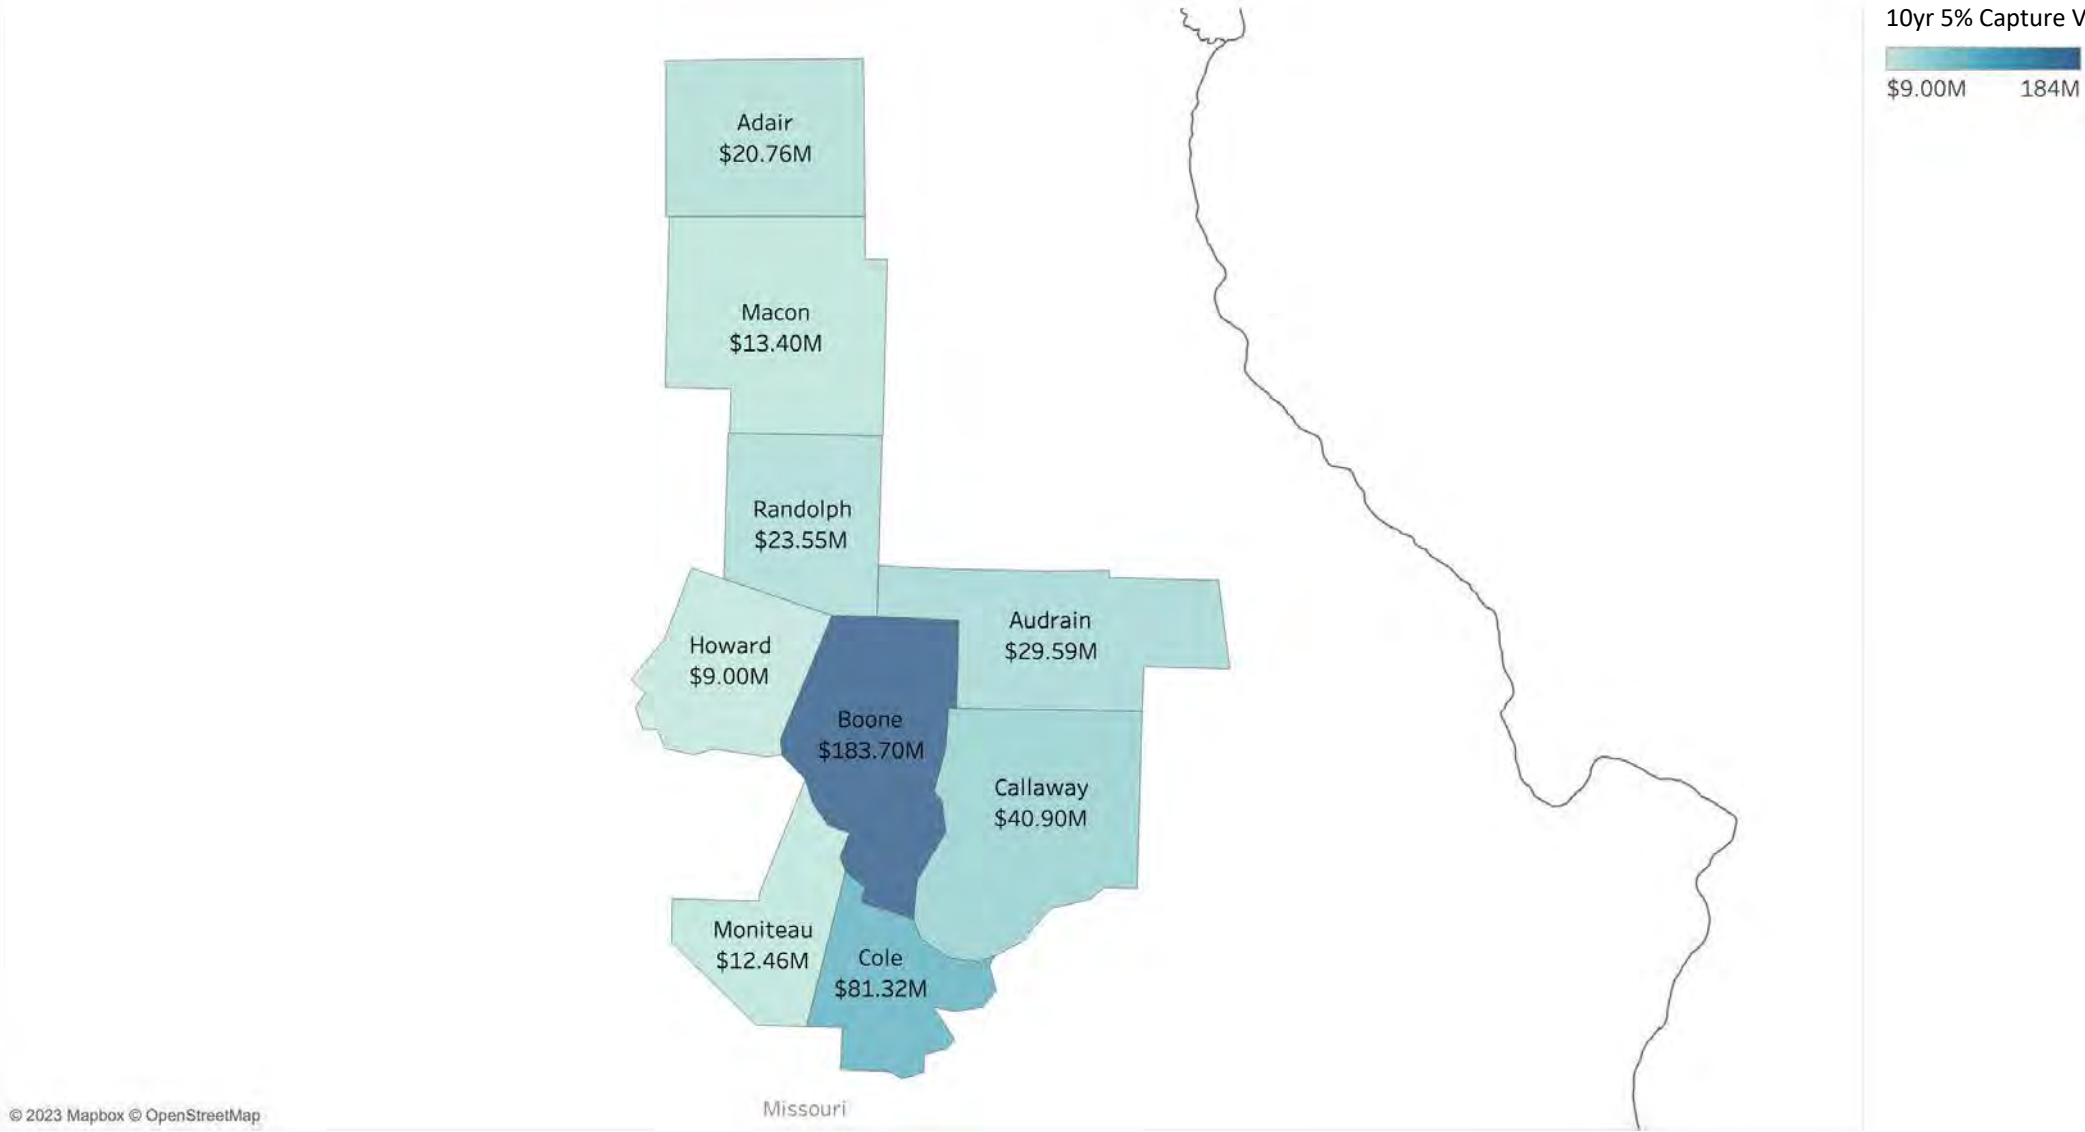 10yr 5% Capture V
$9.00M 184M
Adair
$20.76M
Macon
$13.40M
Randolph
$23.55M
Howard
$9.00M
Audrain
$29.59M
Boone
$183.70M
Callaway
$40.90M
Moniteau
$12.46M
Cole
$81.32M
Missouri
© 2023 Mapbox © OpenStreetMap